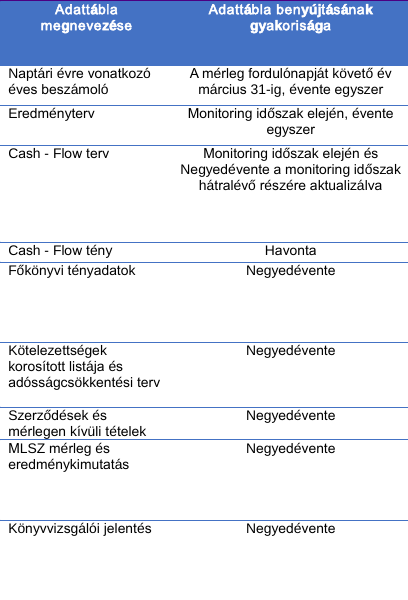 Adattábla
megnevezése
Adattábla benyújtásának
gyakorisága
Naptári évre vonatkozó
éves beszámoló
A mérleg fordulónapját követő év
március 31-ig, évente egyszer
Eredményterv
Monitoring időszak elején, évente
egyszer
Cash - Flow terv
Monitoring időszak elején és
Negyedévente a monitoring időszak
hátralévő részére aktualizálva
Cash - Flow tény
Havonta
Főkönyvi tényadatok
Negyedévente
Kötelezettségek
korosított listája és
adósságcsökkentési terv
Negyedévente
Szerződések és
mérlegen kívüli tételek
Negyedévente
MLSZ mérleg és
eredménykimutatás
Negyedévente
Könyvvizsgálói jelentés
Negyedévente